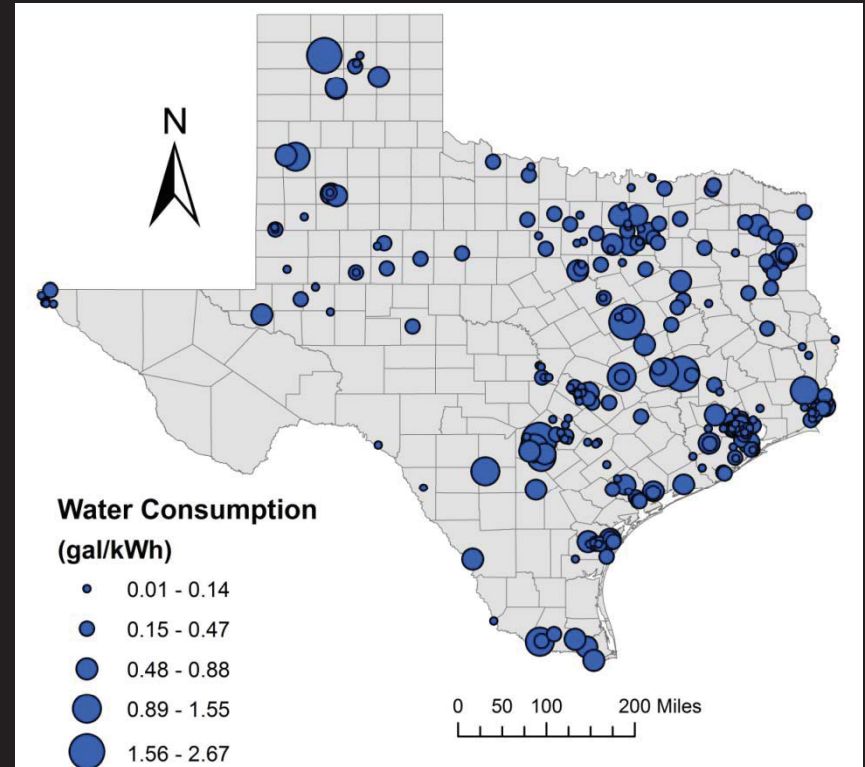 N
Water Consumption
(gal/kWh)
0.01 - 0.14
0.15 - 0.47
0.48 - 0.88
0.89 - 1.55
1.56 - 2.67
0 50 100 200 Miles